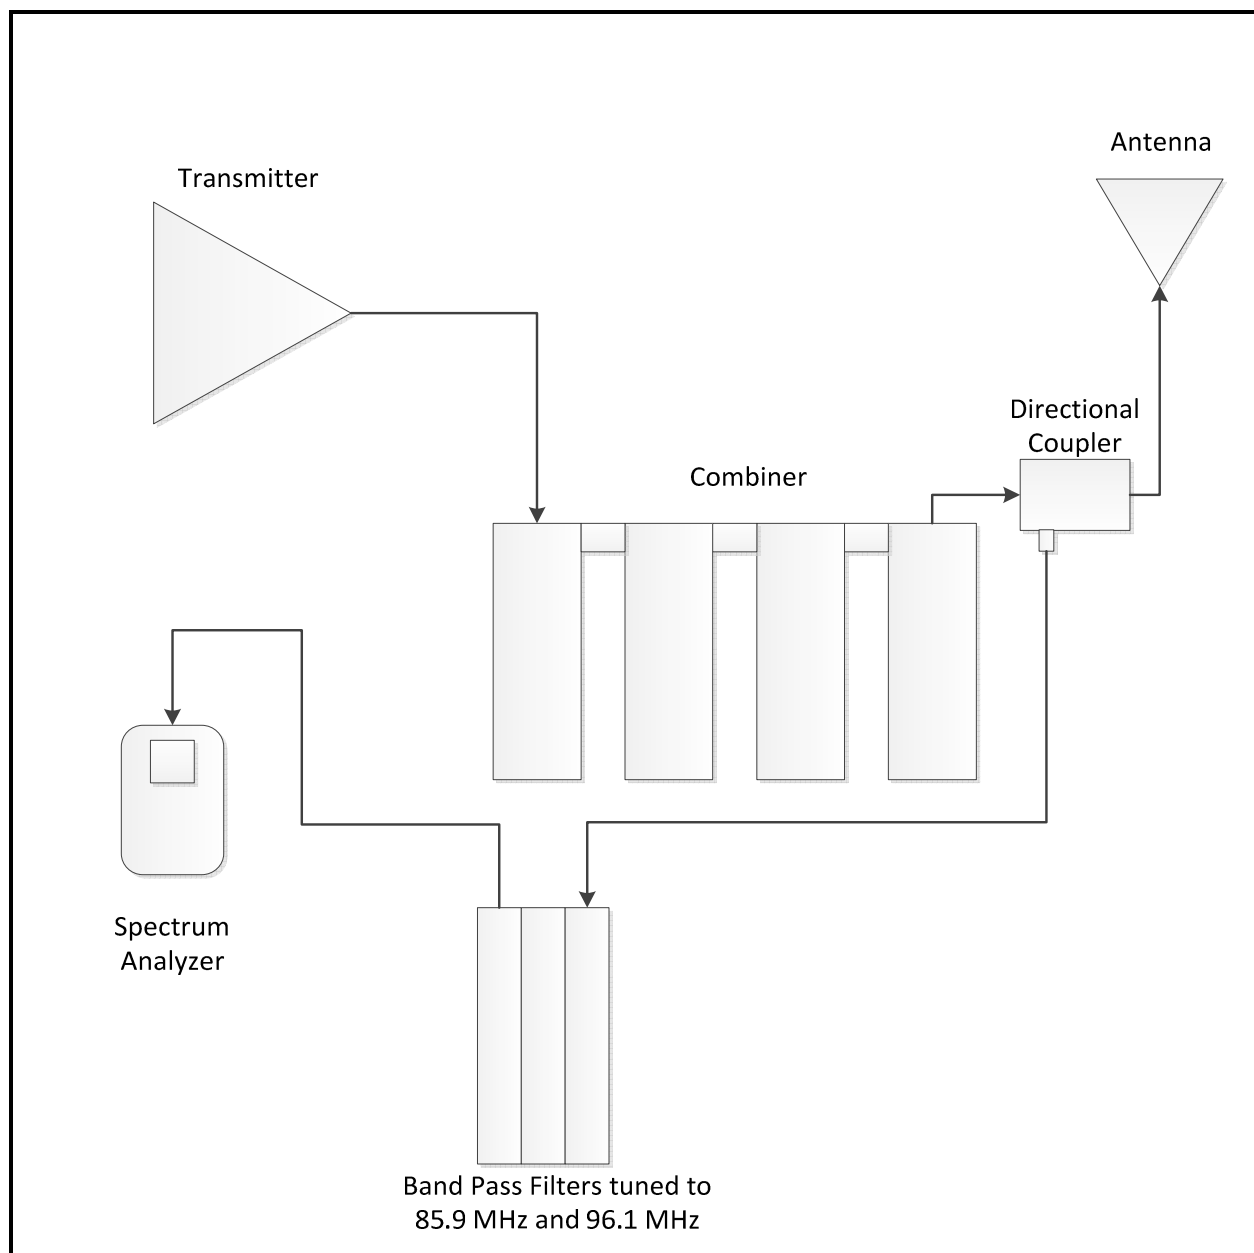 Antenna
Transmitter
Directional
Coupler
Combiner
Spectrum
Analyzer
Band Pass Filters tuned to
85.9 MHz and 96.1 MHz